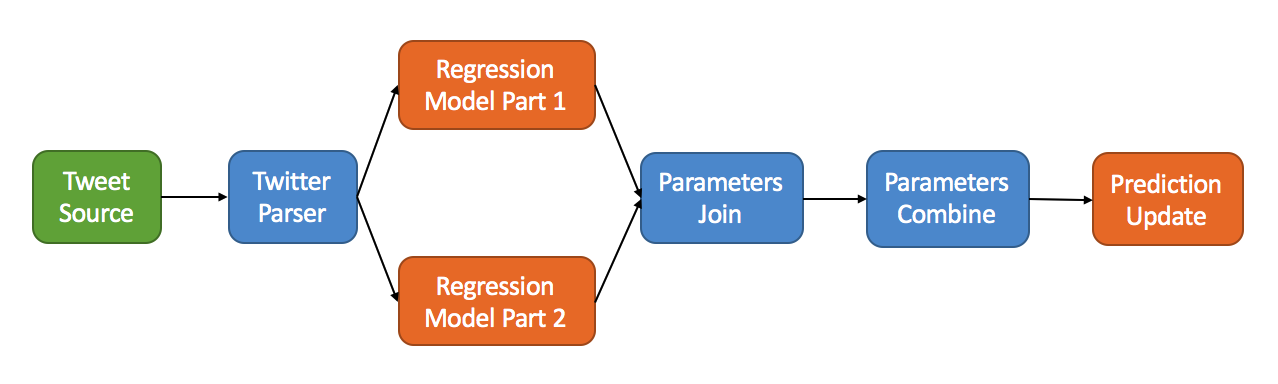 Tweet
Source
Twitter
Parser
Regression
Model Part 1
Regression
Model Part 2
Parameters
Join
Parameters
Combine
Prediction
Update